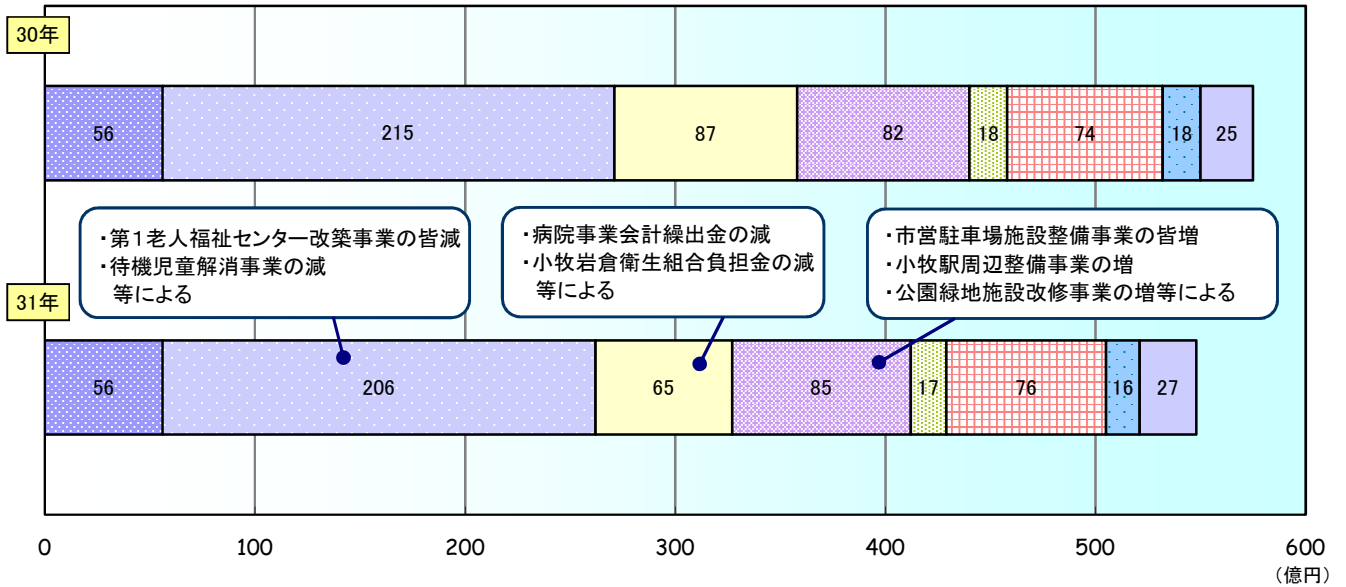 30年
56 215 87 82 18 74 18 25
・第1老人福祉センター改築事業の皆減
・待機児童解消事業の減
等による
・病院事業会計繰出金の減
・小牧岩倉衛生組合負担金の減
等による
・市営駐車場施設整備事業の皆増
・小牧駅周辺整備事業の増
・公園緑地施設改修事業の増等による
31年
56 206 65 85 17 76 16 27
0 100 200 300 400 500 600
(億円)